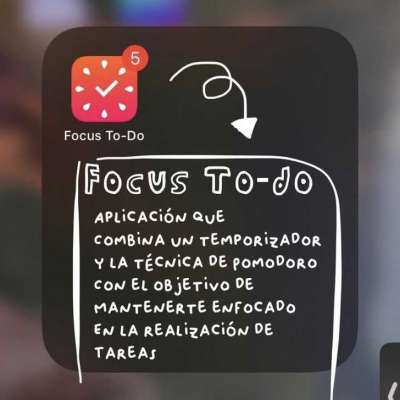 5
Focus To-Do
FOCUS TO-DO
APLICACIÓN QUE
COMBINA UN TEMPORIZADOR
Y LA TÉCNICA DE POMODORO
CON EL OBJETIVO DE
MANTENERTE ENFOCADO
EN LA REALIZACIÓN DE
TAREAS